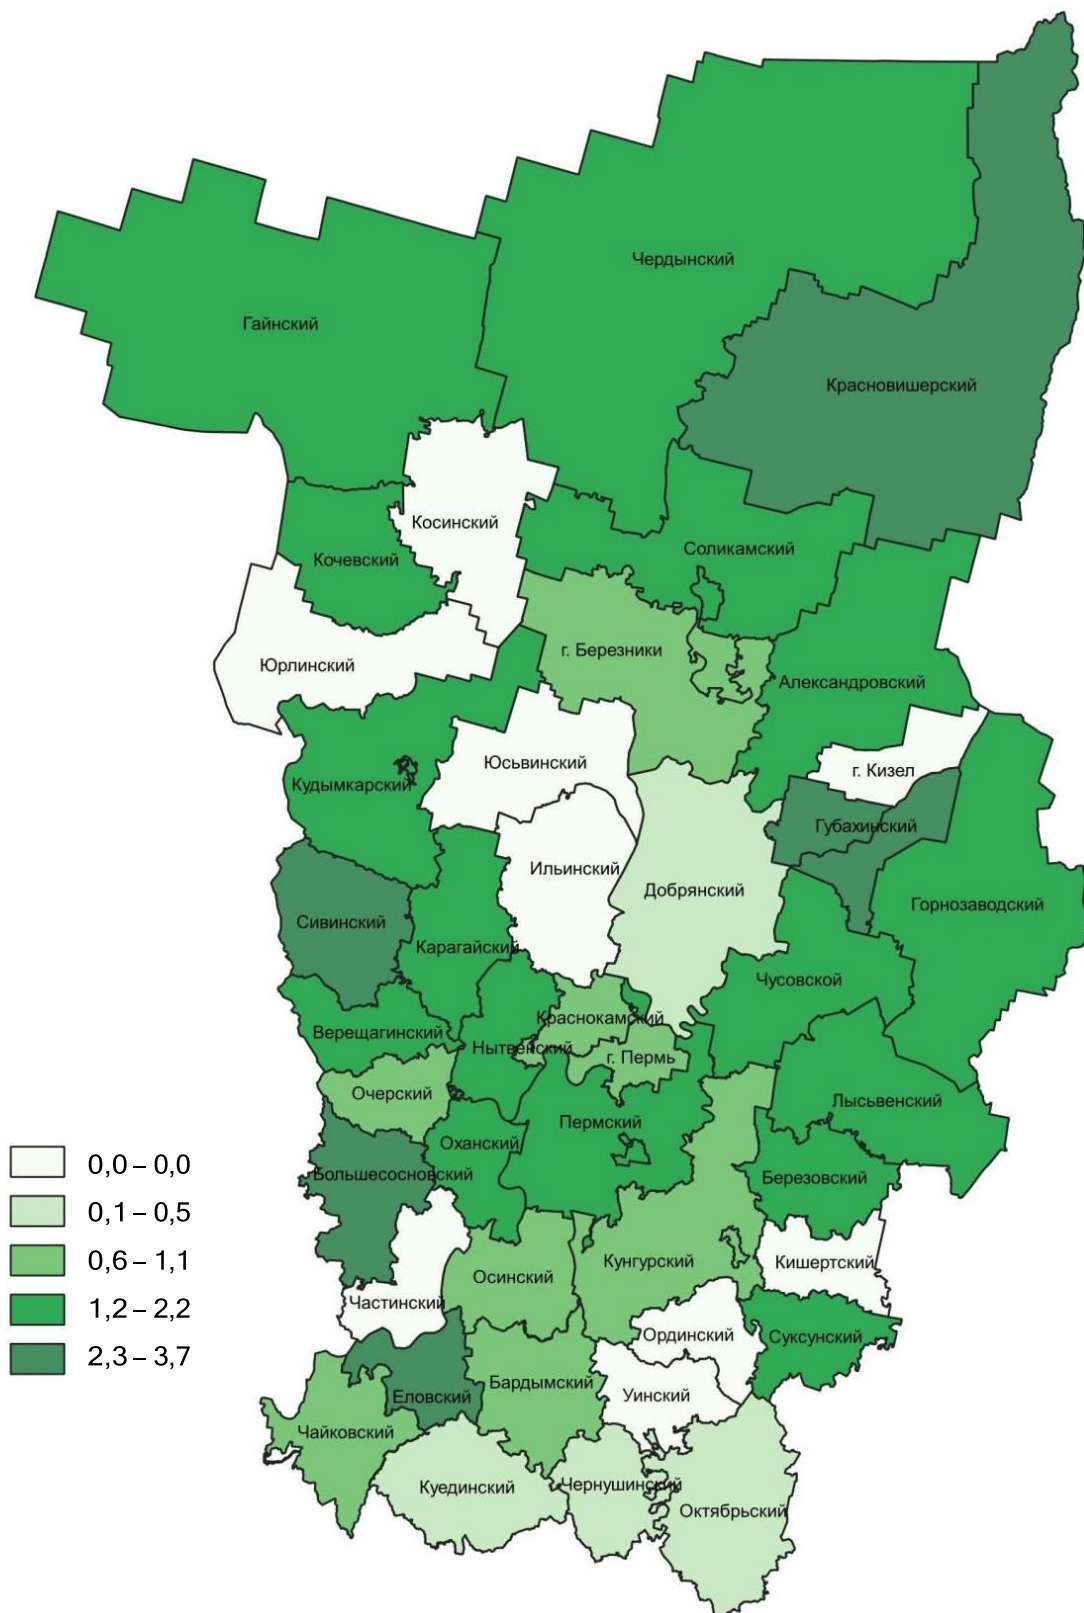 Чердынский
Гайнский
Красновишерский
Косинский
Соликамский
Кочевский
г. Березники
Юрлинский
Александровский
Юсьвинский
г. Кизел
Кудымкарский
Губахинский
Ильинский
Добрянский
Горнозаводский
Сивинский
Карагайский
Чусовской
Краснокамский
Верещагинский
Нытвенский
г. Пермь
Очерский
Лысьвенский
Пермский
Оханский
Большесосновский
Березовский
0,0 – 0,0
0,1 – 0,5
0,6 – 1,1
1,2 – 2,2
2,3 – 3,7
Кунгурский
Кишертский
Осинский
Частинский
Ординский
Суксунский
Бардымский
Уинский
Еловский
Чайковский
Куединский
Чернушинский
Октябрьский